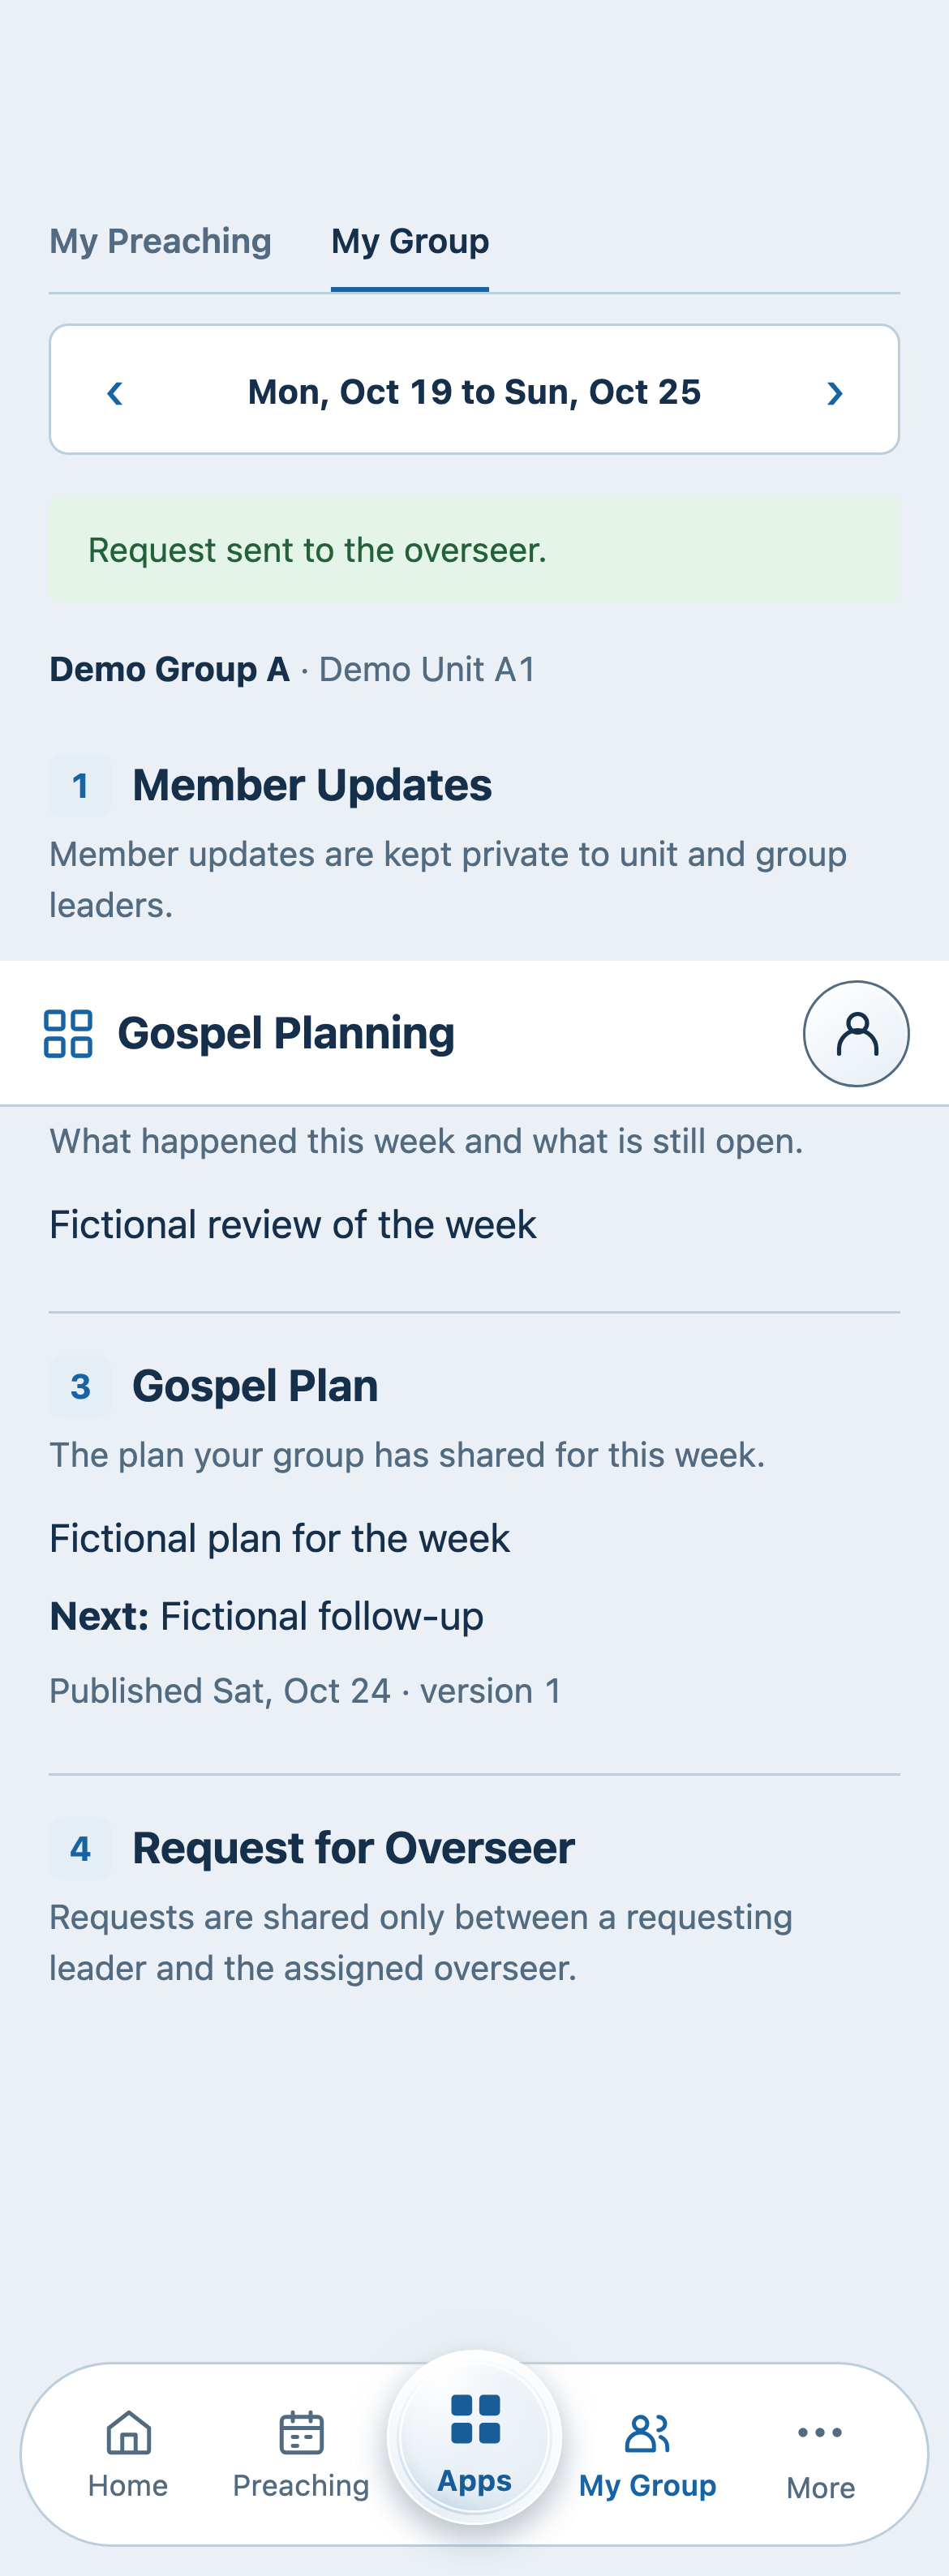 My Preaching
My Group
‹ Mon, Oct 19 to Sun, Oct 25 ›
Request sent to the overseer.
Demo Group A · Demo Unit A1
1 Member Updates
Member updates are kept private to unit and group
leaders.
Gospel Planning
What happened this week and what is still open.
Fictional review of the week
3 Gospel Plan
The plan your group has shared for this week.
Fictional plan for the week
Next: Fictional follow-up
Published Sat, Oct 24 · version 1
4 Request for Overseer
Requests are shared only between a requesting
leader and the assigned overseer.
Home
Preaching
Apps
My Group
More